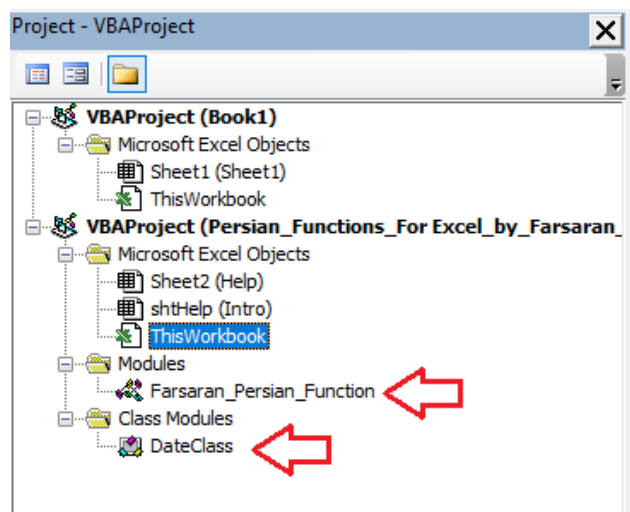 Project - VBAProject
VBAProject (Book1)
Microsoft Excel Objects
Sheet1 (Sheet1)
ThisWorkbook
VBAProject (Persian_Functions_For Excel_by_Farsaran_
Microsoft Excel Objects
Sheet2 (Help)
shtHelp (Intro)
ThisWorkbook
Modules
Farsaran_Persian_Function
Class Modules
DateClass